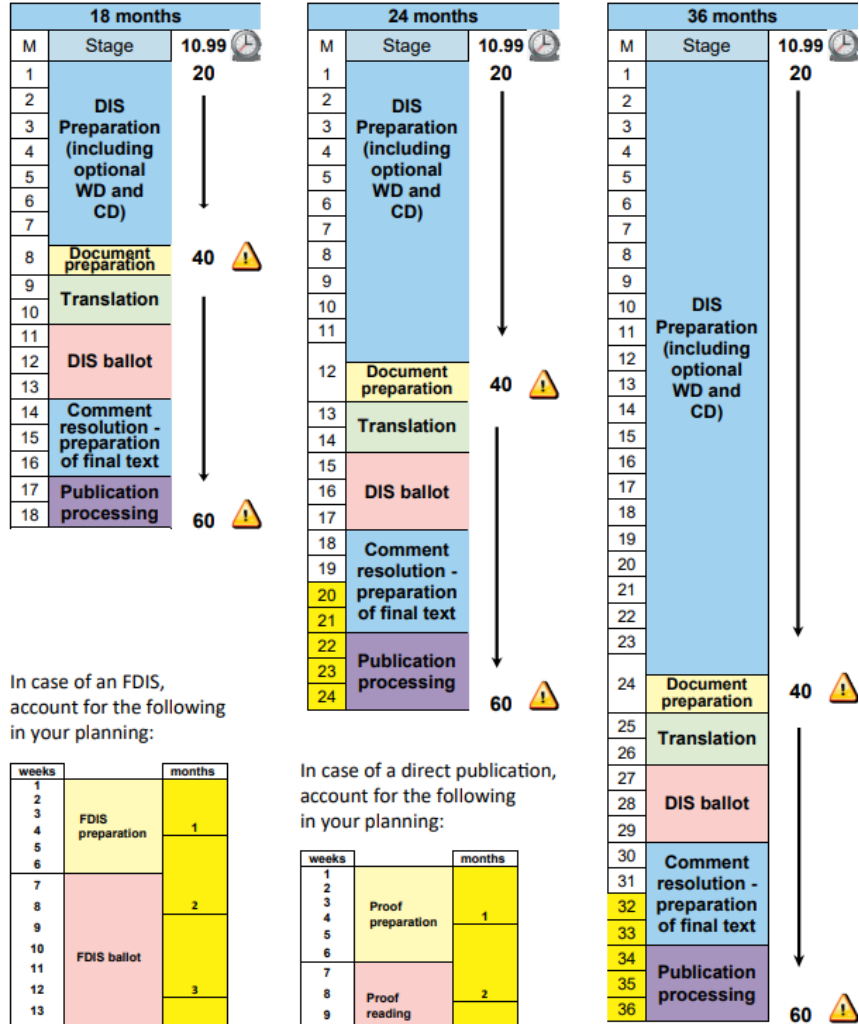 18 months
M Stage 10.99
1 20
2
3
4
5
6
7
DIS
Preparation
(including
optional
WD and
CD)
8 Document
preparation 40
9
10
Translation
11
12
13
DIS ballot
14
15
16
Comment
resolution -
preparation
of final text
17
18
Publication
processing
60
In case of an FDIS,
account for the following
in your planning:
weeks months
1
2
3
4
5
6
FDIS
preparation
1
7
8
9
10
11
12
13
FDIS ballot
2
3
24 months
M Stage 10.99
1 20
2
3
4
5
6
7
8
9
10
11
DIS
Preparation
(including
optional
WD and
CD)
12 Document
preparation 40
13
14
Translation
15
16
17
DIS ballot
18
19
20
21
Comment
resolution -
preparation
of final text
22
23
24
Publication
processing
60
In case of a direct publication,
account for the following
in your planning:
weeks months
1
2
3
4
5
6
Proof
preparation
1
7
8
9
Proof
reading
2
36 months
M Stage 10.99
1 20
2
3
4
5
6
7
8
9
10
11
12
13
14
15
16
17
18
19
20
21
22
23
DIS
Preparation
(including
optional
WD and
CD)
24 Document
preparation 40
25
26
Translation
27
28
29
DIS ballot
30
31
32
33
Comment
resolution -
preparation
of final text
34
35
36
Publication
processing
60